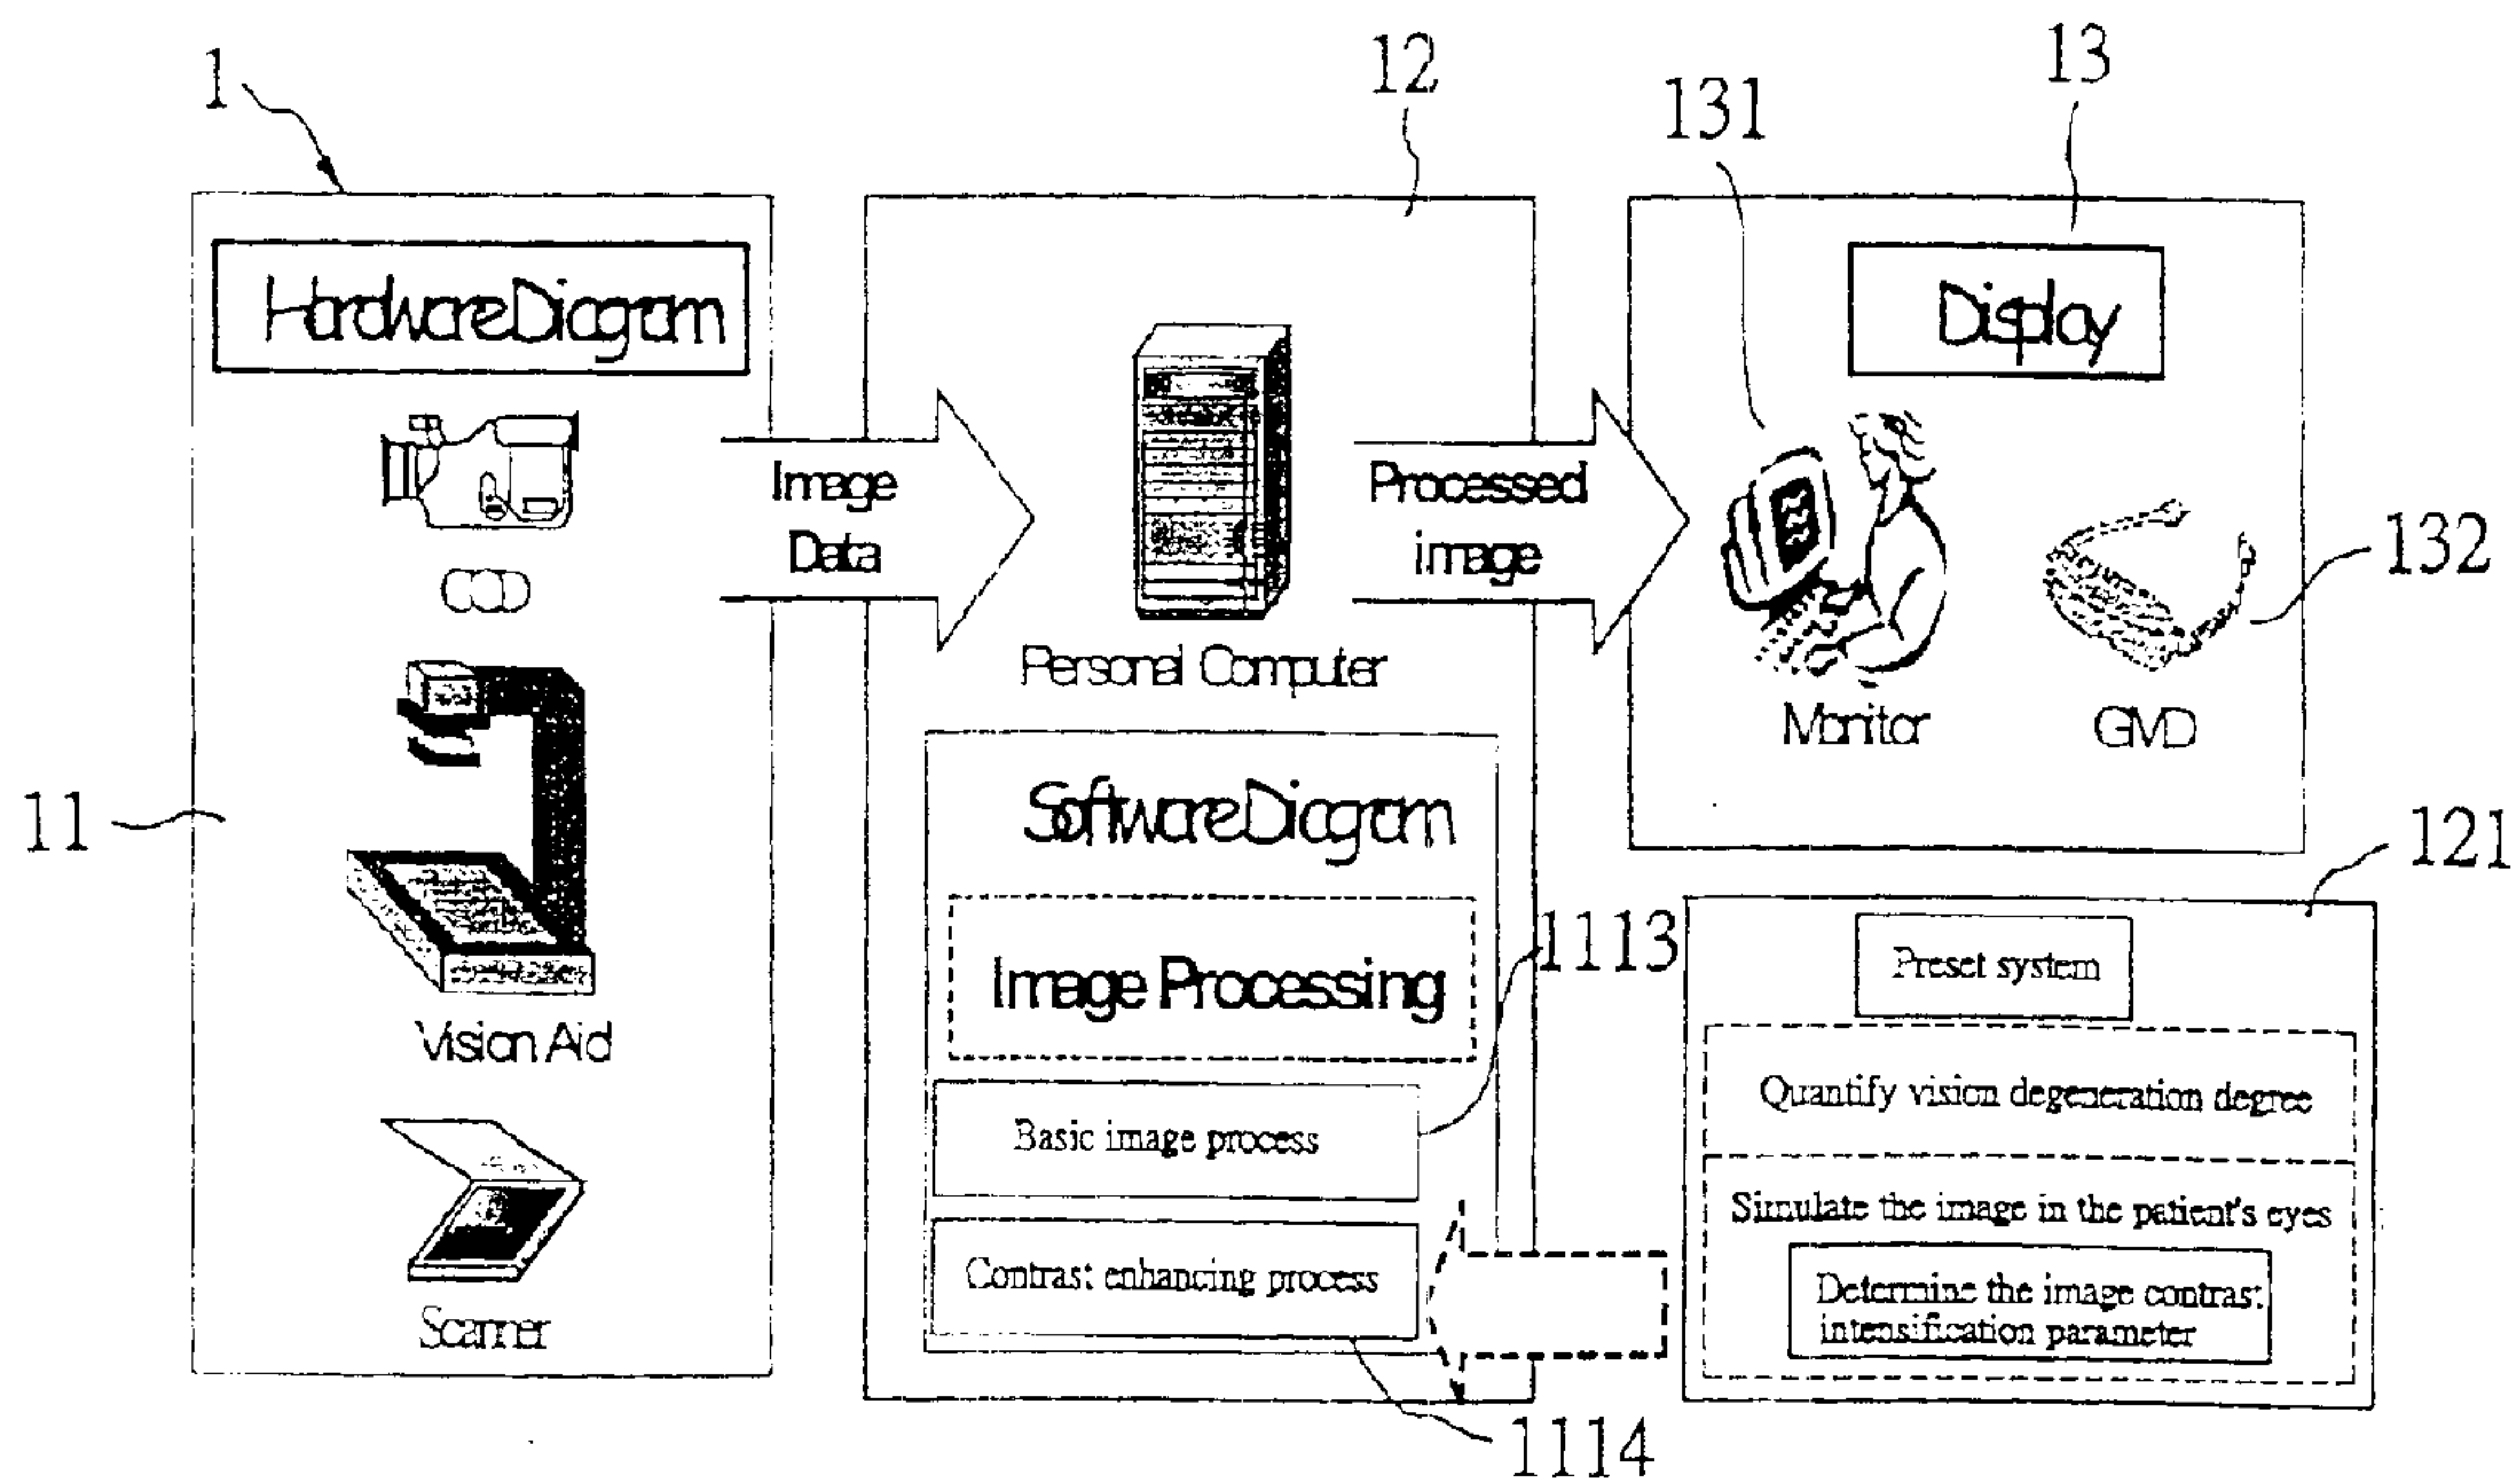 1
12
131
13
Hardware Diagram
Display
Image
Data
Processed
image
132
CCD
Personal Computer
Monitor
GMD
11
Software Diagram
121
1113
Preset system
Image Processing
Vision Aid
Quantify vision degeneration degree
Basic image process
Simulate the image in the patient's eyes
Contrast enhancing process
Determine the image contrast
intensification parameter
Scanner
1114